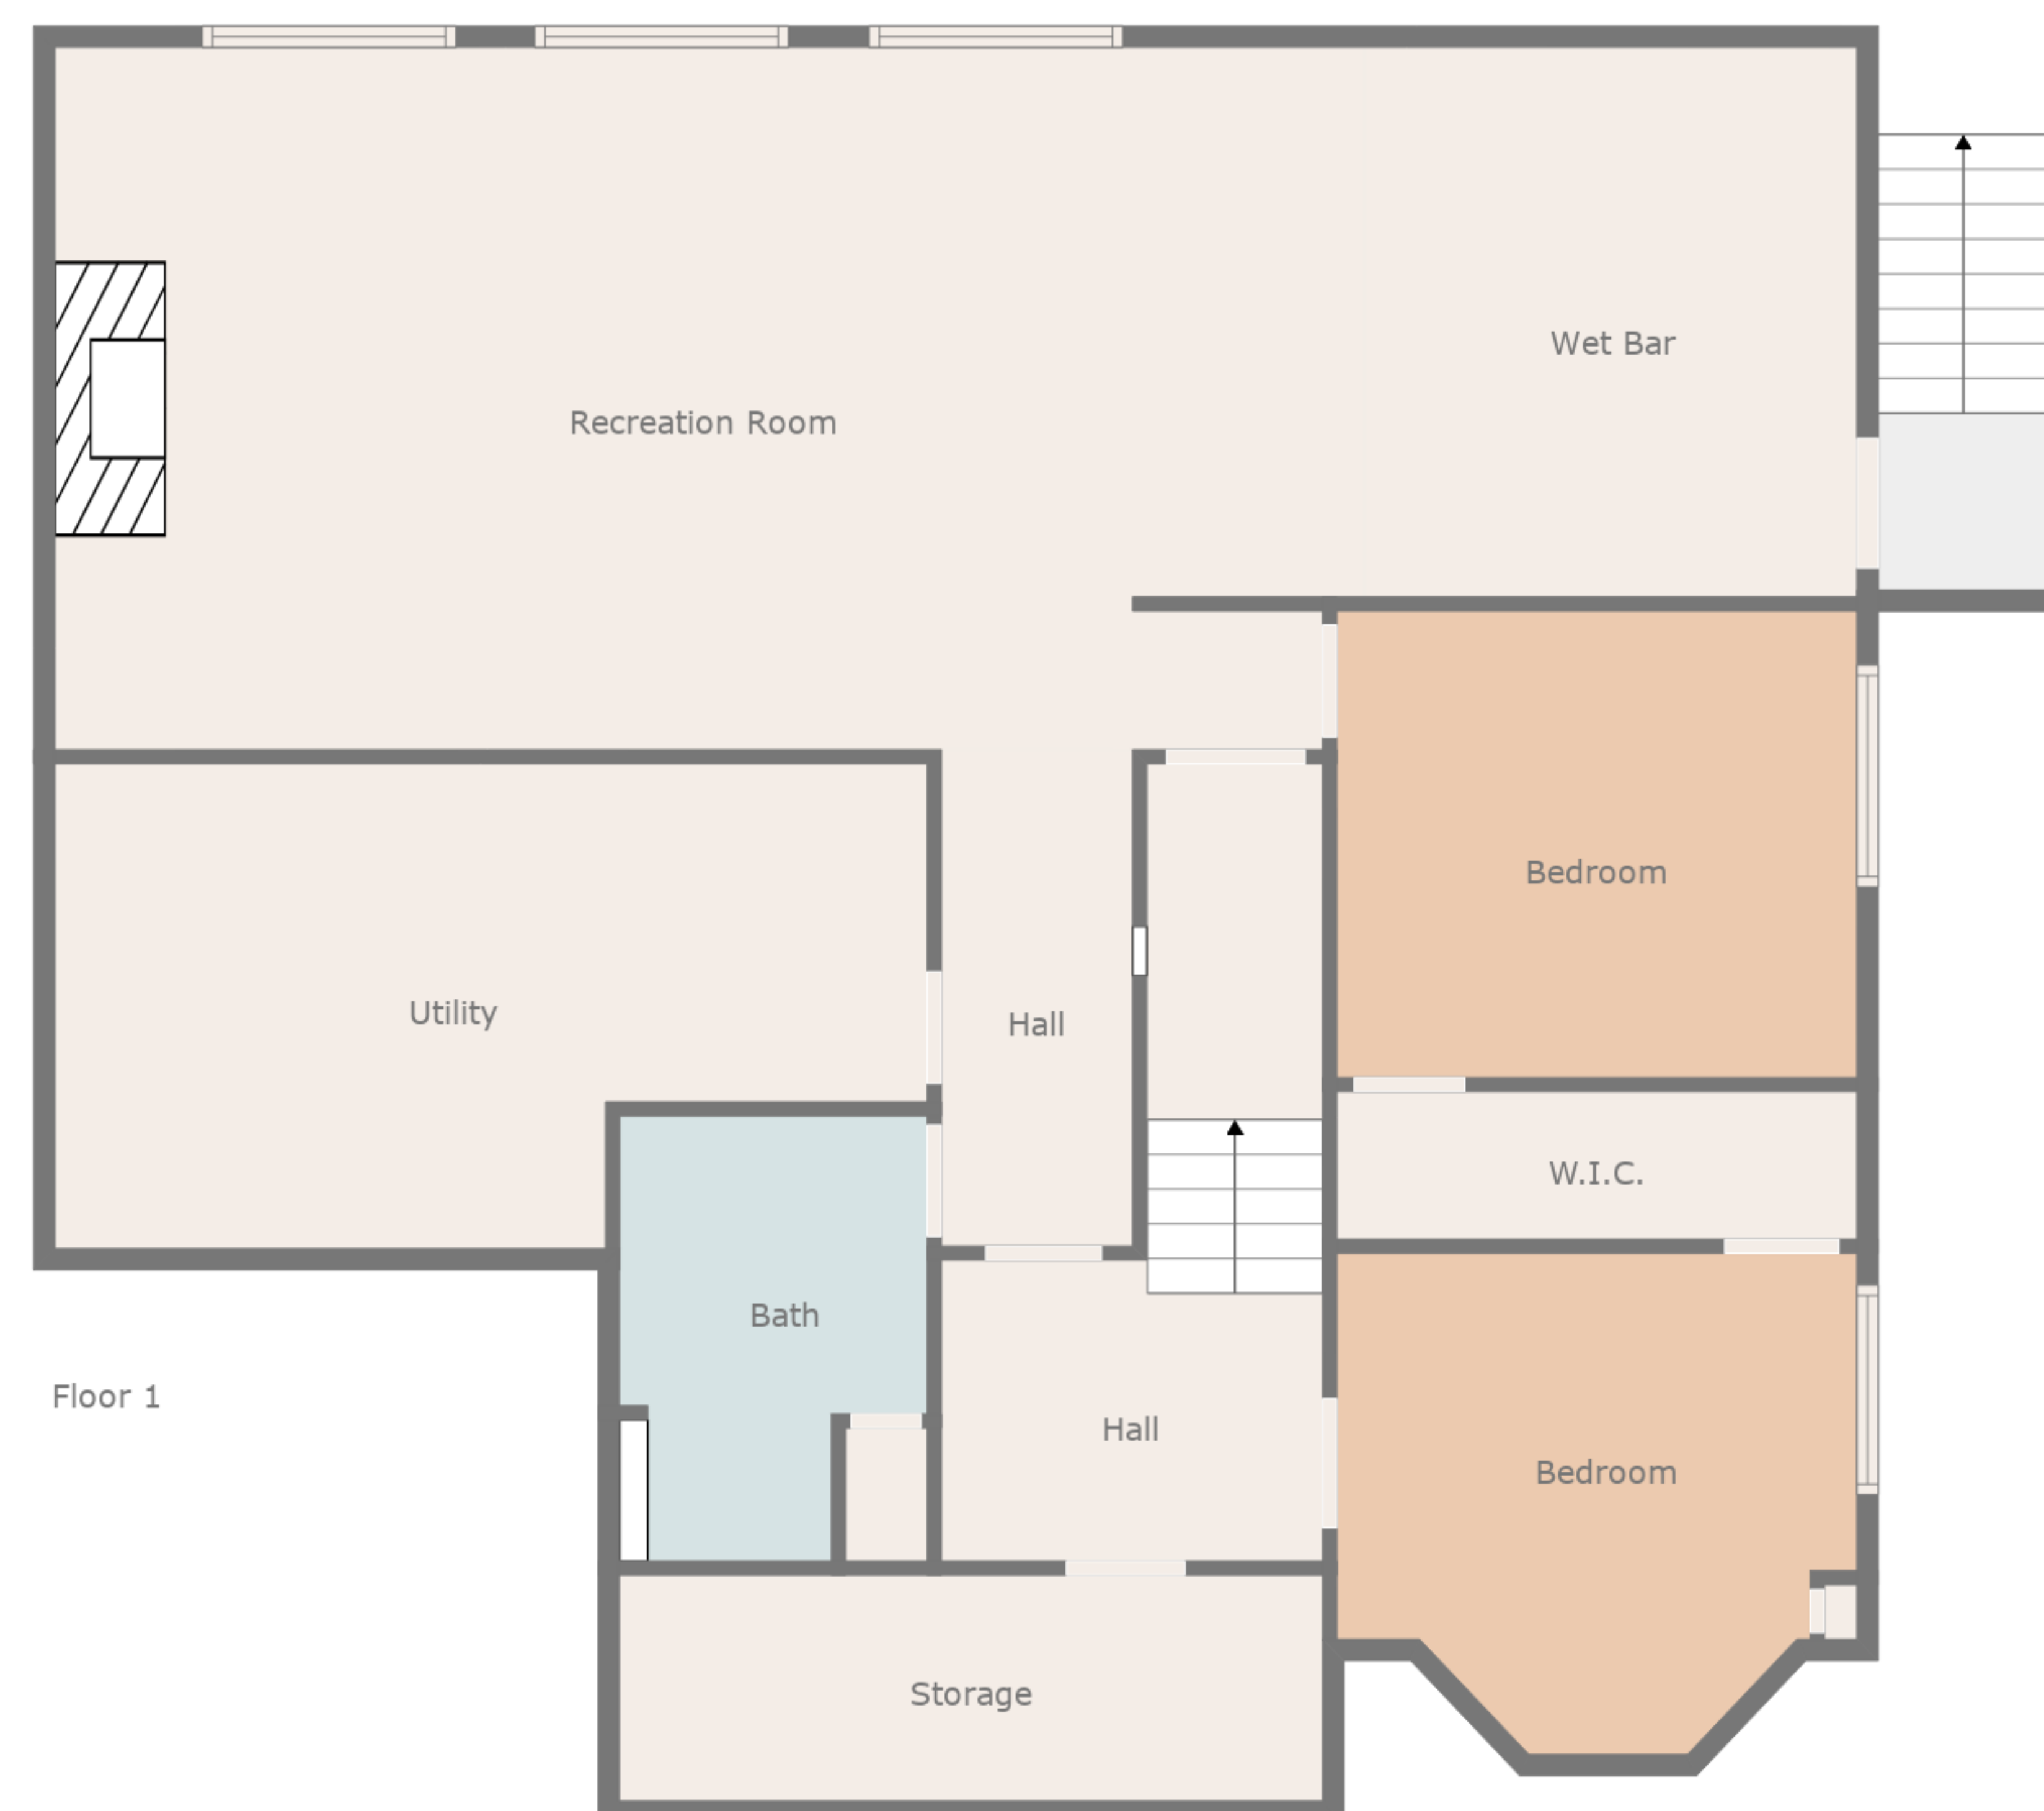 Wet Bar
Recreation Room
Bedroom
Utility
Hall
W.I.C.
Bath
Floor 1
Hall
Bedroom
Storage